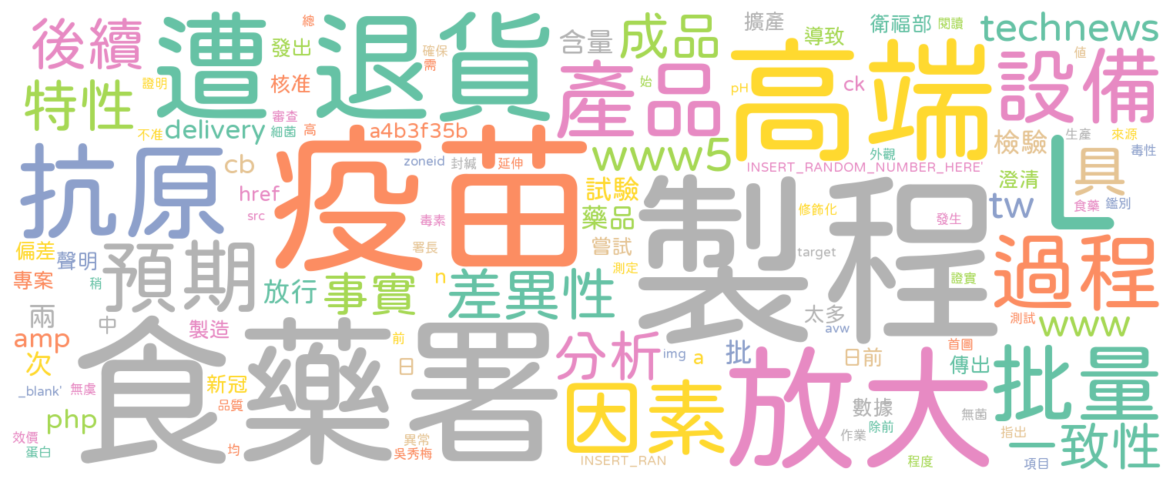 後續
遭
退貨
成品
高端
設備
technews
總
發出
確保
需
核准
含量
擴產
導致
衛福部
閱讀
值
證明
特性
產品
始
pH
ck
不准
審查
細菌
高
delivery
a4b3f35b
www5
INSERT_RANDOM_NUMBER_HERE'
外觀
檢驗
生產
來源
毒性
抗原
cb
疫苗
zoneid
封緘
延伸
製程
澄清
具
L
href
src
試驗
藥品
修飾化
發生
tw
食藥
鑑別
毒素
署長
嘗試
target
偏差
聲明
預期
專案
稍
放行
事實
n
差異性
測定
證實
過程
兩
中
製造
太多
avw
測試
www
amp
次
食藥署
前
日
分析
img
a
批
日前
傳出
首圖
批量
_blank'
無虞
新冠
品質
因素
放大
數據
無菌
php
效價
蛋白
均
異常
吳秀梅
INSERT_RAN
作業
除前
程度
指出
一致性
項目